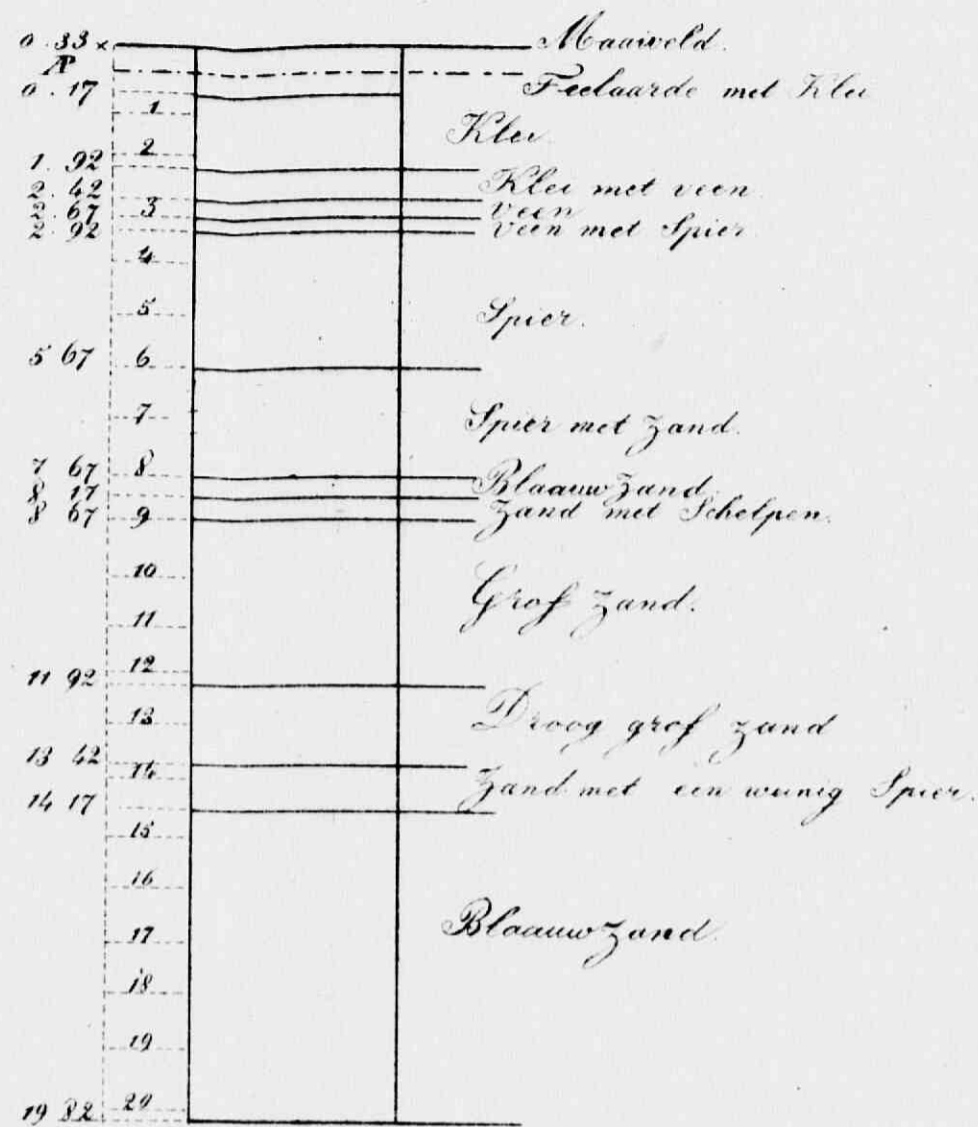 0.33 x Maaiveld.
AP
0.17 Teelaarde met Klei
1
Klei
2
1.92
2.42 Klei met veen
2.67 3 veen
2.92 Veen met Spier
4
5 Spier.
5 67 6
7 Spier met Zand.
7 67 8
8 17 Blaauw Zand
8 67 9 Zand met Schelpen.
10
Grof Zand.
11
11 92 12
13 Droog grof zand
13 42
14 Zand met een weinig Spier.
14 17
15
16
17 Blaauw Zand.
18
19
19 82 20